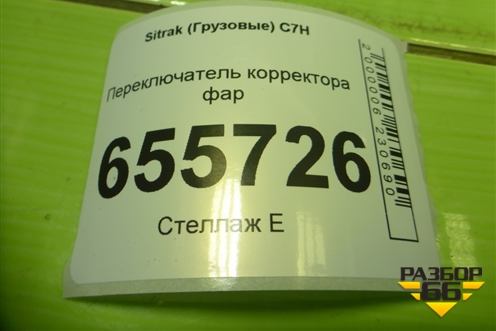 Sitrak (Грузовые) C7H
Переключатель корректора
фар
655726
Стеллаж Е
2000006230690
РАЗБОР
66